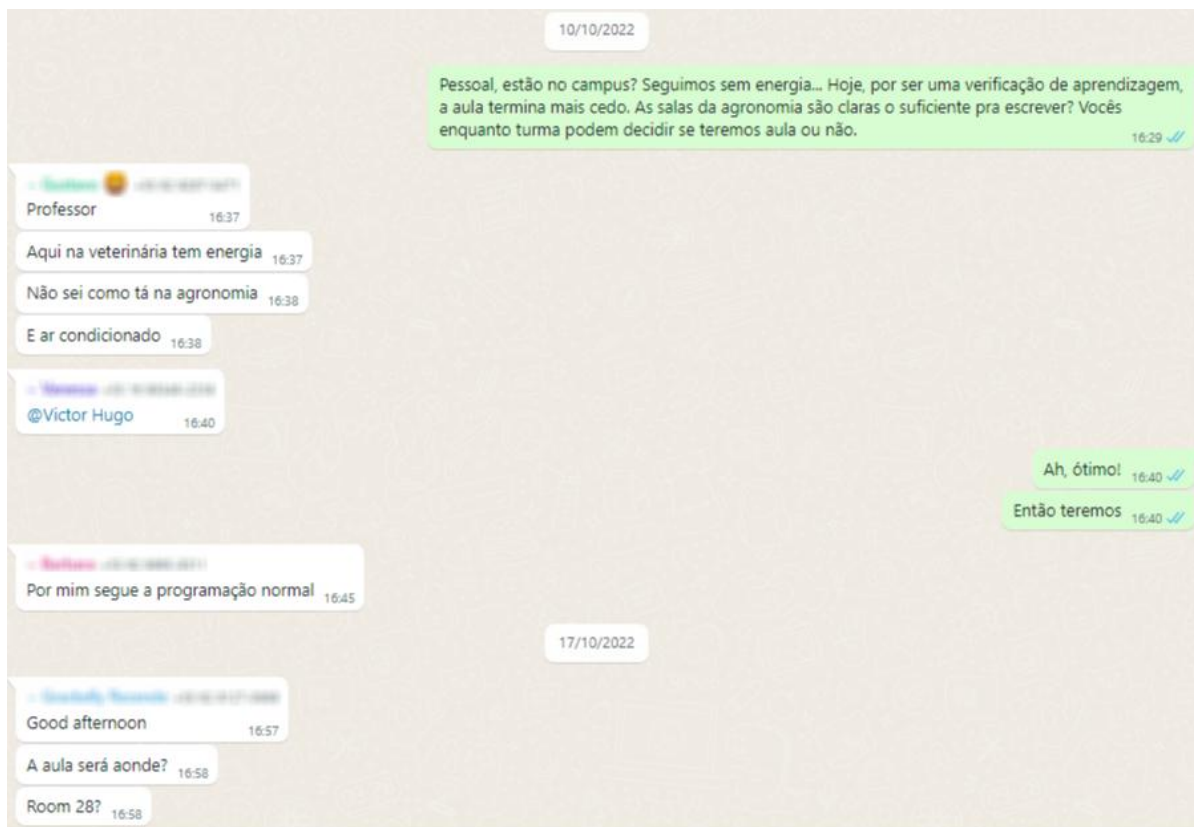 10/10/2022
Pessoal, estão no campus? Seguimos sem energia... Hoje, por ser uma verificação de aprendizagem,
a aula termina mais cedo. As salas da agronomia são claras o suficiente pra escrever? Vocês
enquanto turma podem decidir se teremos aula ou não.
16:29
Professor
16:37
Aqui na veterinária tem energia 16:37
Não sei como tá na agronomia 16:38
E ar condicionado 16:38
@Victor Hugo
16:40
Ah, ótimo! 16:40
Então teremos 16:40
Por mim segue a programação normal 16:45
17/10/2022
Good afternoon
16:57
A aula será aonde? 16:58
Room 28? 16:58